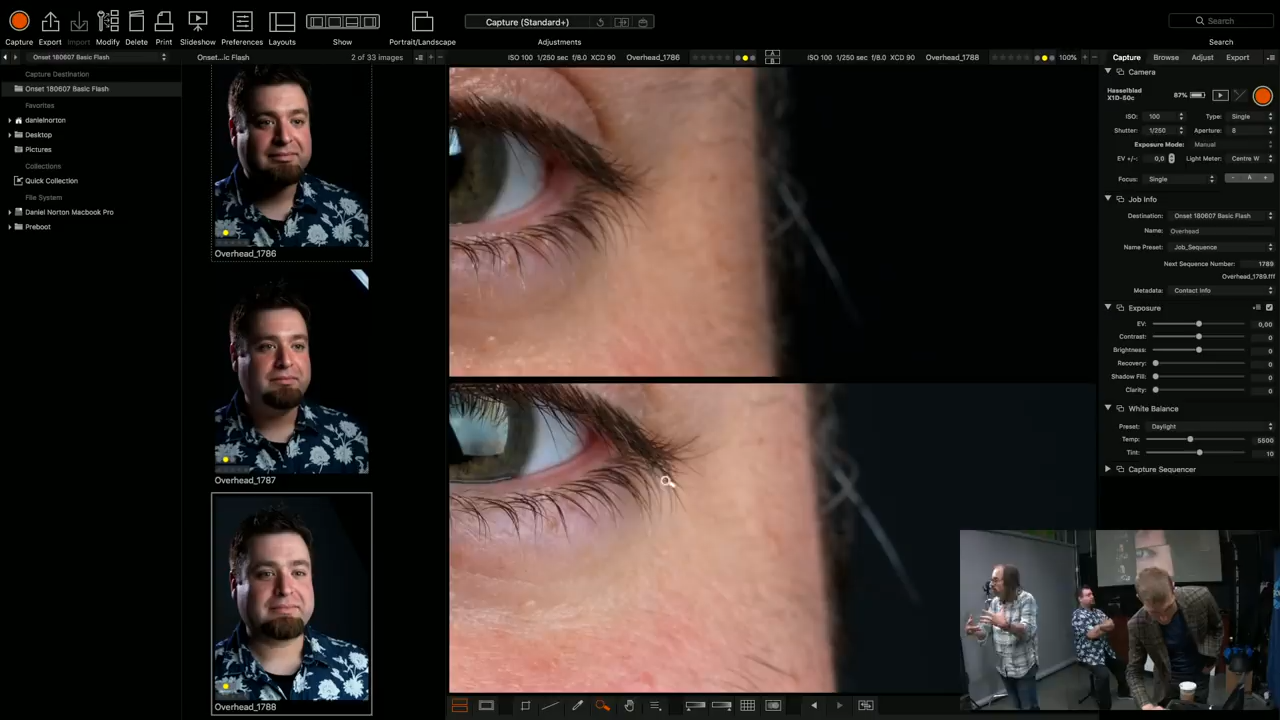 Capture
Export
Import
Modify
Delete
Print
Slideshow
Preferences
Layouts
Show
Portrait/Landscape
Capture (Standard+)
Adjustments
Search
Search
Onset 180607 Basic Flash
Onset...ic Flash
2 of 33 images
ISO 100 1/250 sec f/8.0 XCD 90 Overhead_1786
ISO 100 1/250 sec f/8.0 XCD 90 Overhead_1788
100%
Capture Browse Adjust Export
Capture Destination
Onset 180607 Basic Flash
Favorites
danielnorton
Desktop
Pictures
Collections
Quick Collection
File System
Daniel Norton Macbook Pro
Preboot
Overhead_1786
Overhead_1787
Overhead_1788
A
B
Camera
Hasselblad
X1D-50c
87%
ISO: 100 Type: Single
Shutter: 1/250 Aperture: 8
Exposure Mode: Manual
EV +/-: 0,0 Light Meter: Centre W
Focus: Single - A +
Job Info
Destination: Onset 180607 Basic Flash
Name: Overhead
Name Preset: Job_Sequence
Next Sequence Number: 1789
Overhead_1789.fff
Metadata: Contact Info
Exposure
EV: 0,00
Contrast: 0
Brightness: 0
Recovery: 0
Shadow Fill: 0
Clarity: 0
White Balance
Preset: Daylight
Temp: 5500
Tint: 10
Capture Sequencer